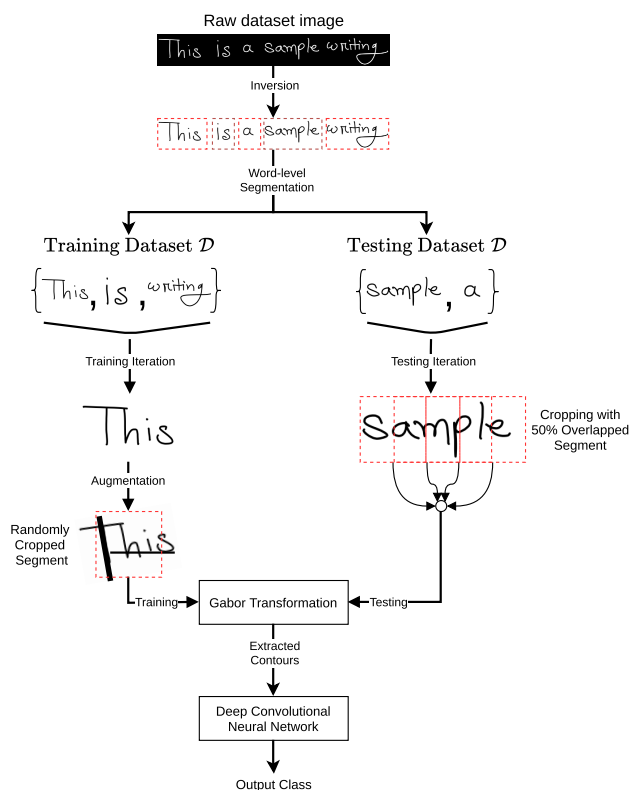 Raw dataset image
This is a sample writing
Inversion
This is a sample writing
Word-level
Segmentation
Training Dataset 𝒟
{This, is, writing}
Training Iteration
This
Augmentation
Randomly
Cropped
Segment
This
Testing Dataset 𝒟
{sample, a}
Testing Iteration
sample
Cropping with
50% Overlapped
Segment
Training
Gabor Transformation
Testing
Extracted
Contours
Deep Convolutional
Neural Network
Output Class